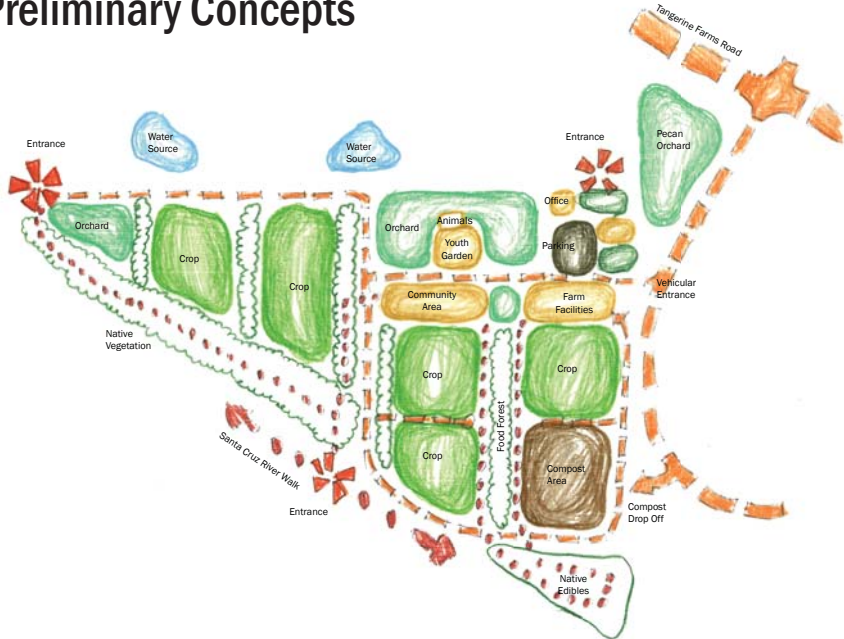 Preliminary Concepts
Tangerine Farms Road
Entrance
Water
Source
Water
Source
Entrance
Pecan
Orchard
Orchard
Crop
Crop
Orchard
Animals
Youth
Garden
Office
Parking
Vehicular
Entrance
Community
Area
Farm
Facilities
Native
Vegetation
Crop
Crop
Food Forest
Crop
Compost
Area
Santa Cruz River Walk
Entrance
Compost
Drop Off
Native
Edibles